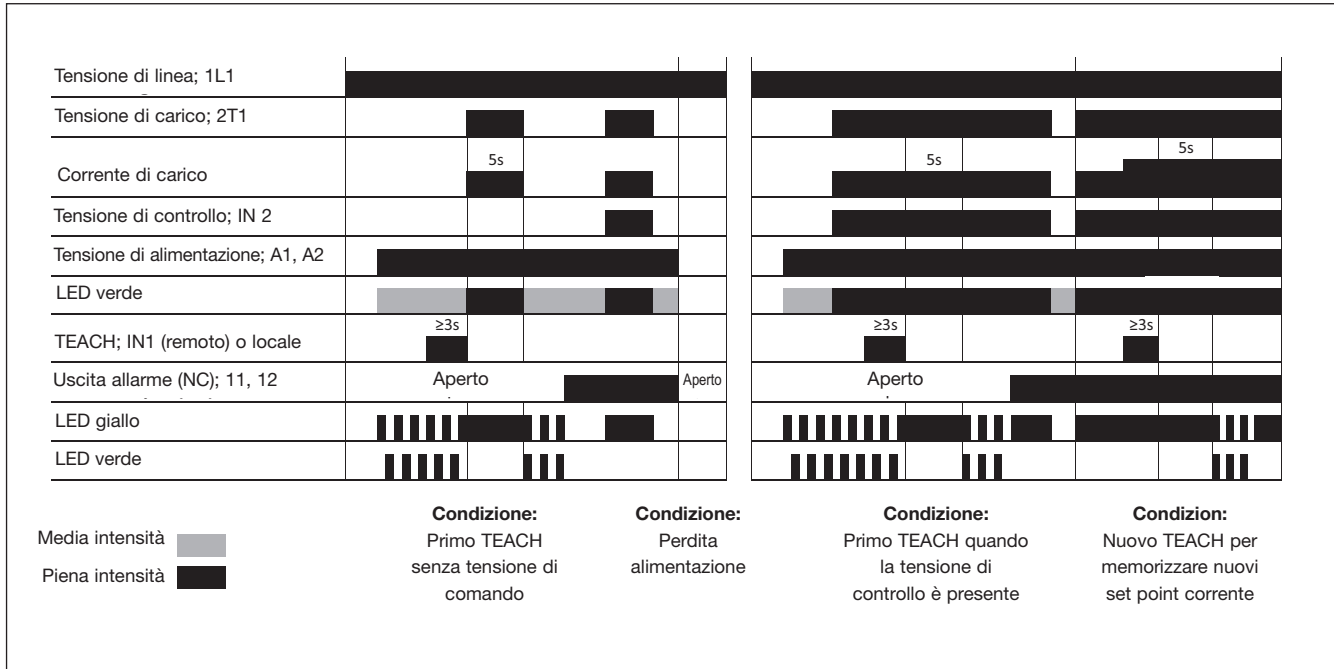 Tensione di linea; 1L1
Tensione di carico; 2T1
5s
5s
5s
Corrente di carico
Tensione di controllo; IN 2
Tensione di alimentazione; A1, A2
LED verde
≥3s
≥3s
≥3s
TEACH; IN1 (remoto) o locale
Uscita allarme (NC); 11, 12
Aperto
Aperto
Aperto
LED giallo
LED verde
Media intensità
Piena intensità
Condizione:
Primo TEACH
senza tensione di
comando
Condizione:
Perdita
alimentazione
Condizione:
Primo TEACH quando
la tensione di
controllo è presente
Condizion:
Nuovo TEACH per
memorizzare nuovi
set point corrente